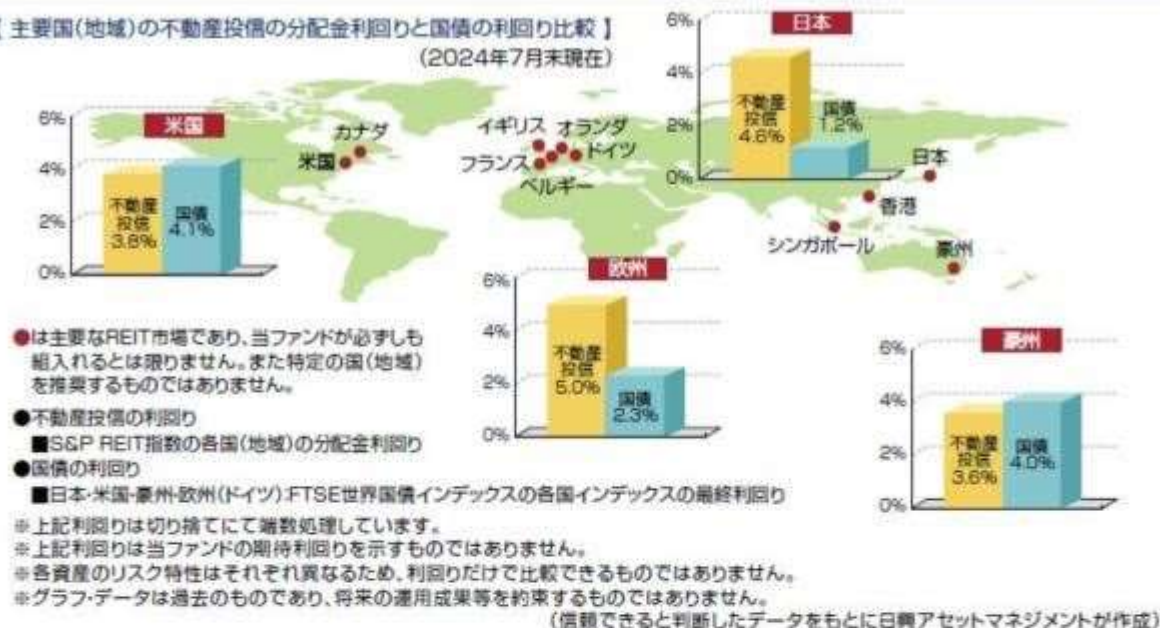 【 主要国(地域)の不動産投信の分配金利回りと国債の利回り比較 】
(2024年7月末現在)
日本
6%
4%
2%
0%
不動産
投信
4.6%
国債
1.2%
米国
6%
4%
2%
0%
不動産
投信
3.8%
国債
4.1%
カナダ
米国
イギリス
オランダ
フランス
ドイツ
ベルギー
日本
香港
シンガポール
豪州
欧州
6%
4%
2%
0%
不動産
投信
5.0%
国債
2.3%
豪州
6%
4%
2%
0%
不動産
投信
3.6%
国債
4.0%
●は主要なREIT市場であり、当ファンドが必ずしも
組入れるとは限りません。また特定の国(地域)
を推奨するものではありません。
●不動産投信の利回り
■S&P REIT指数の各国(地域)の分配金利回り
●国債の利回り
■日本・米国・豪州・欧州(ドイツ):FTSE世界国債インデックスの各国インデックスの最終利回り
※上記利回りは切り捨てにて端数処理しています。
※上記利回りは当ファンドの期待利回りを示すものではありません。
※各資産のリスク特性はそれぞれ異なるため、利回りだけで比較できるものではありません。
※グラフ・データは過去のものであり、将来の運用成果等を約束するものではありません。
(信頼できると判断したデータをもとに日興アセットマネジメントが作成)